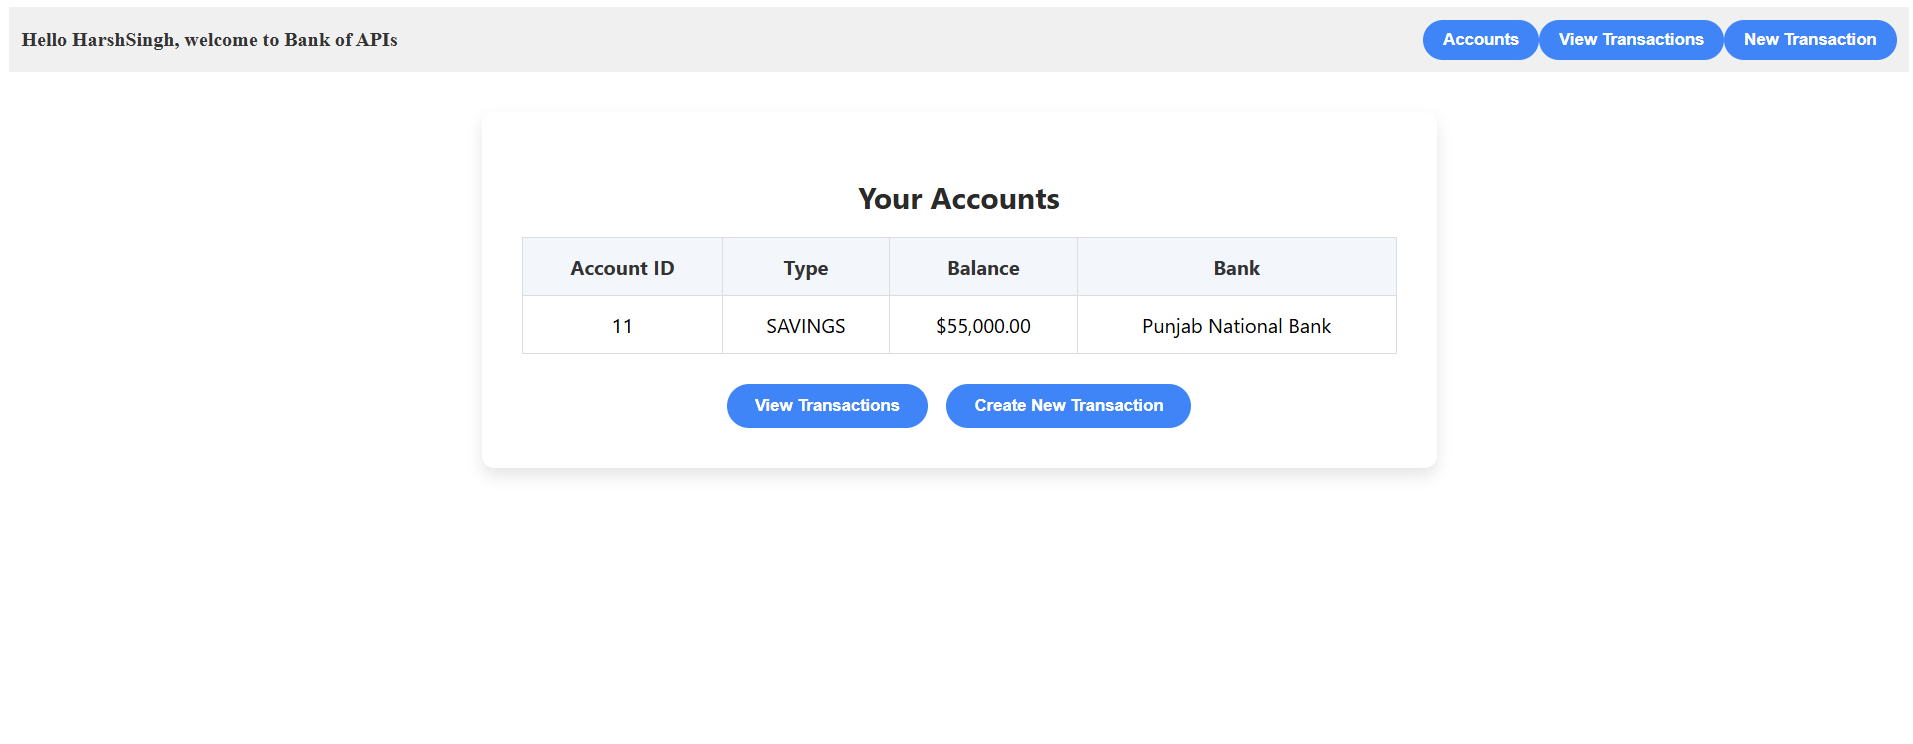 Hello HarshSingh, welcome to Bank of APIs
Accounts View Transactions New Transaction
Your Accounts
Account ID Type Balance Bank
11 SAVINGS $55,000.00 Punjab National Bank
View Transactions Create New Transaction